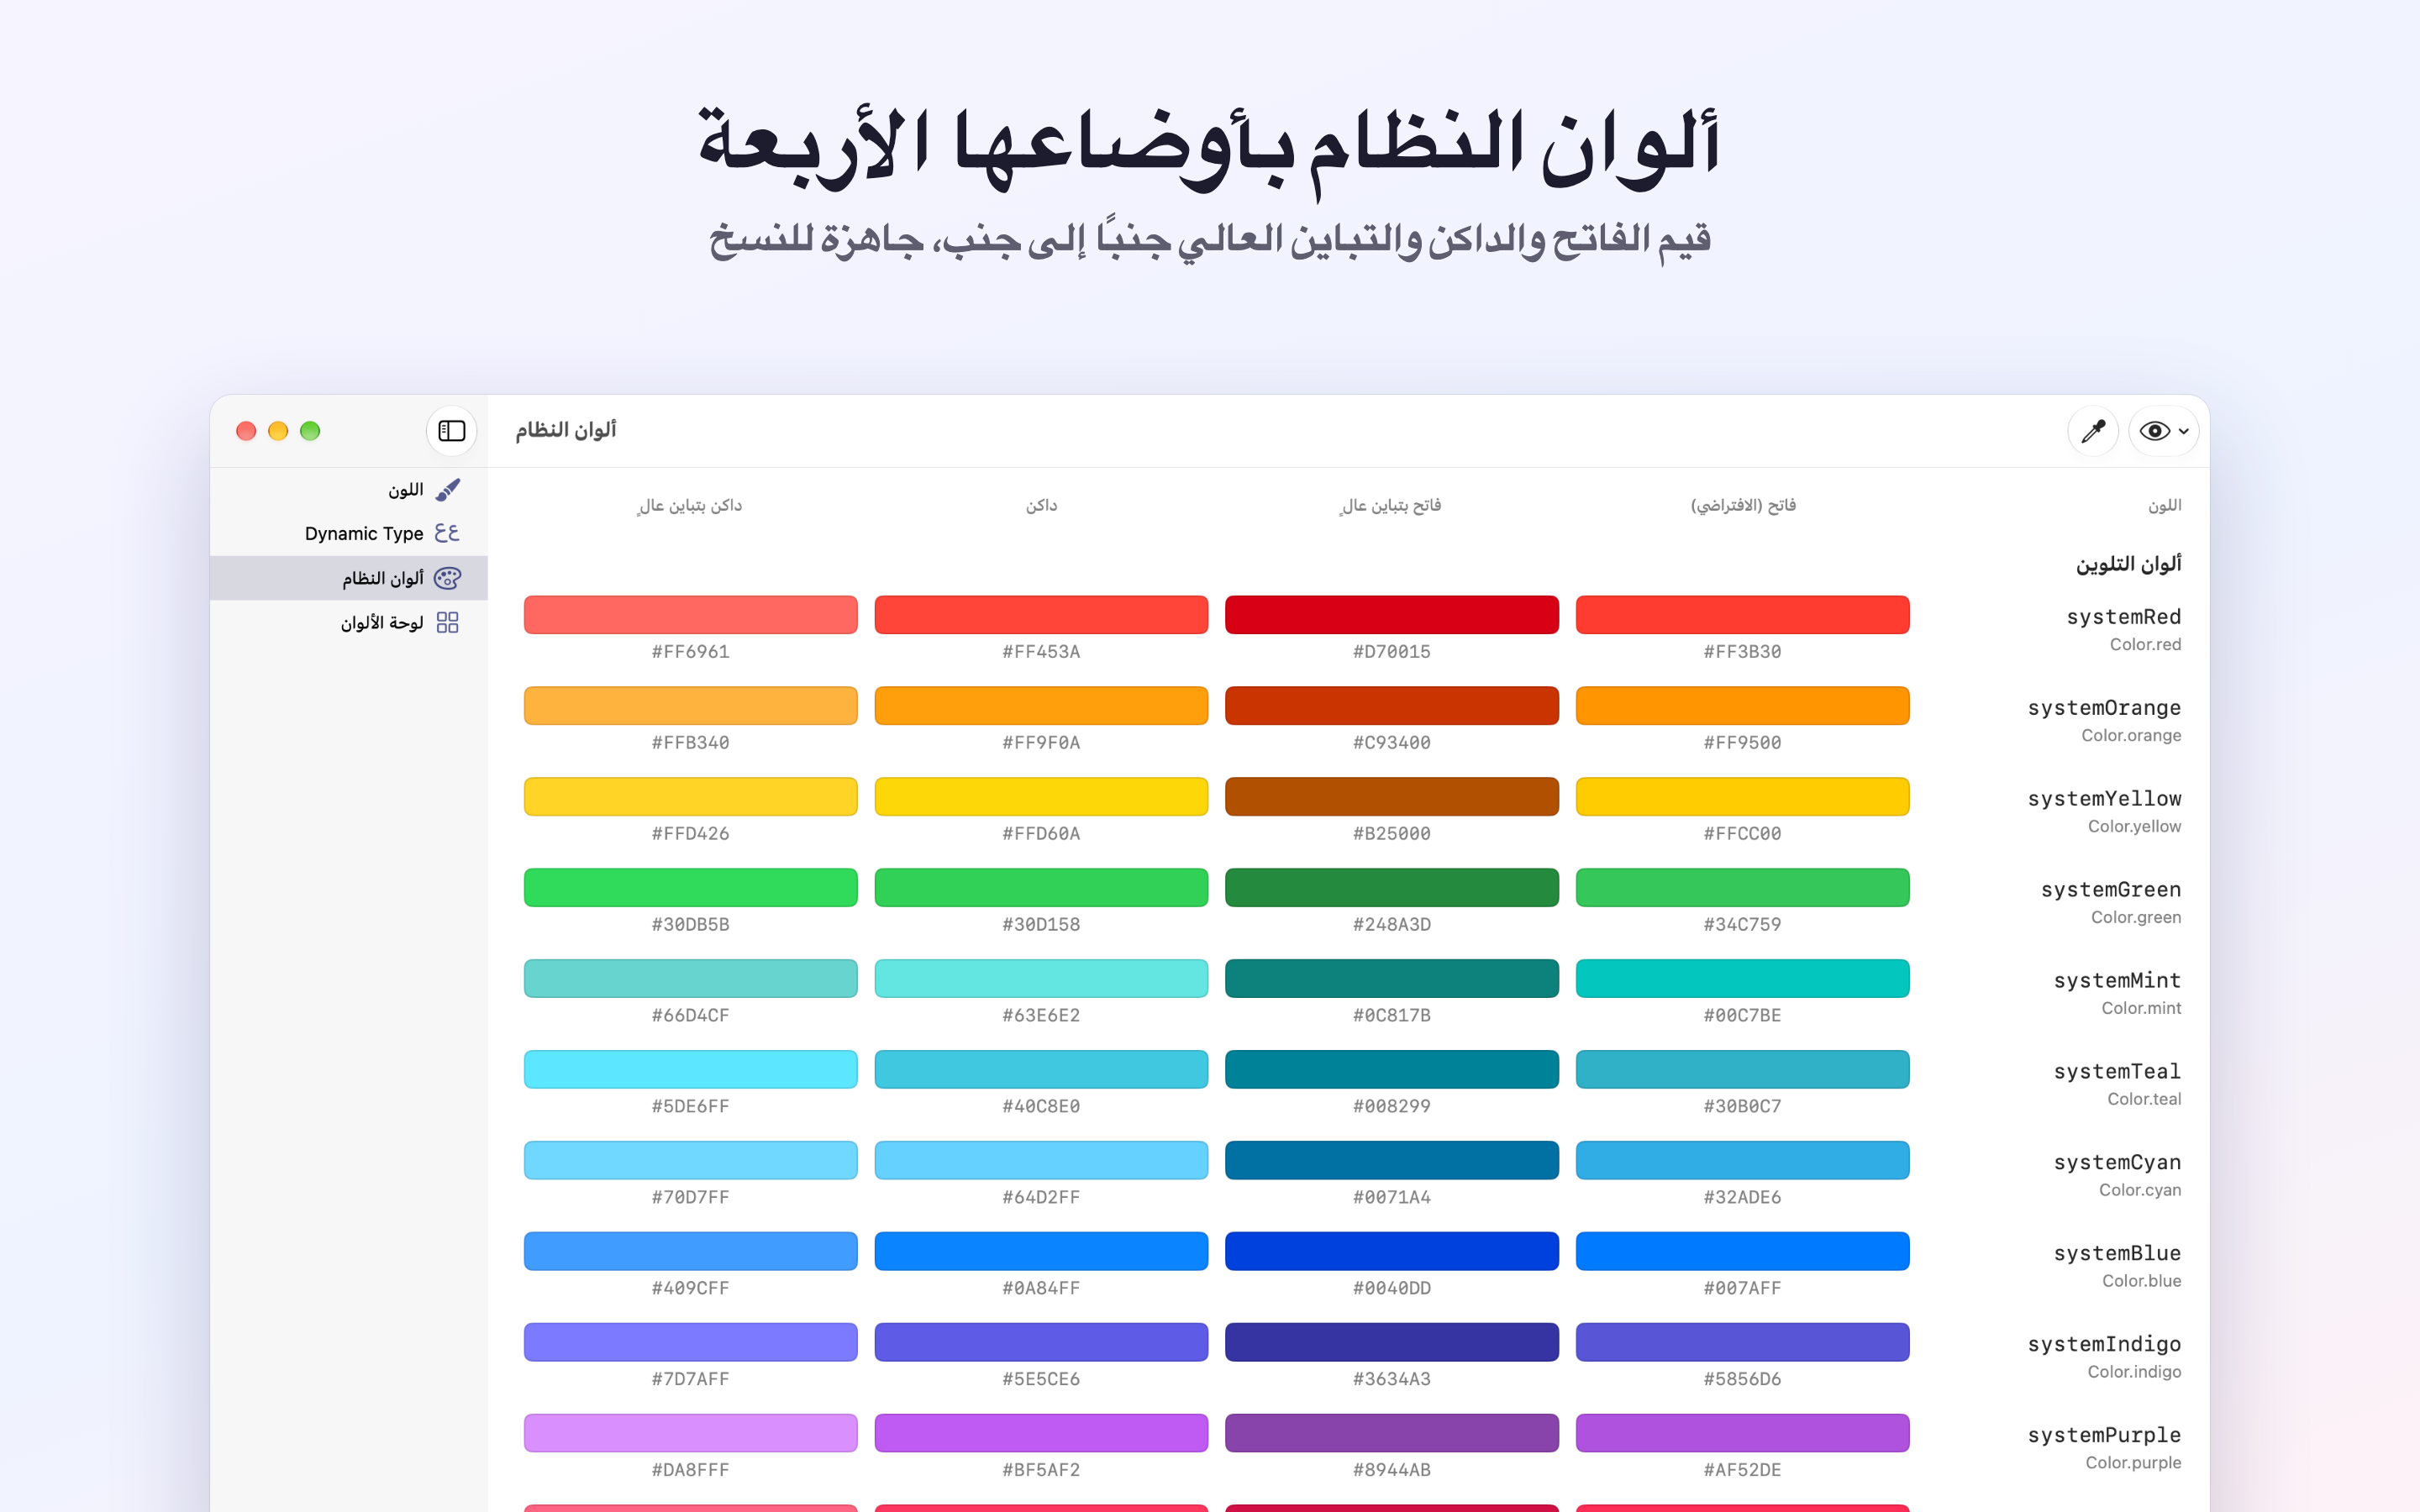 ألوان النظام بأوضاعها الأربعة
قيم الفاتح والداكن والتباين العالي جنبًا إلى جنب، جاهزة للنسخ
ألوان النظام
اللون
Dynamic Type عع
ألوان النظام
لوحة الألوان
اللون فاتح (الافتراضي) فاتح بتباين عالٍ داكن داكن بتباين عالٍ
ألوان التلوين
systemRed
Color.red
#FF3B30 #D70015 #FF453A #FF6961
systemOrange
Color.orange
#FF9500 #C93400 #FF9F0A #FFB340
systemYellow
Color.yellow
#FFCC00 #B25000 #FFD60A #FFD426
systemGreen
Color.green
#34C759 #248A3D #30D158 #30DB5B
systemMint
Color.mint
#00C7BE #0C817B #63E6E2 #66D4CF
systemTeal
Color.teal
#30B0C7 #008299 #40C8E0 #5DE6FF
systemCyan
Color.cyan
#32ADE6 #0071A4 #64D2FF #70D7FF
systemBlue
Color.blue
#007AFF #0040DD #0A84FF #409CFF
systemIndigo
Color.indigo
#5856D6 #3634A3 #5E5CE6 #7D7AFF
systemPurple
Color.purple
#AF52DE #8944AB #BF5AF2 #DA8FFF